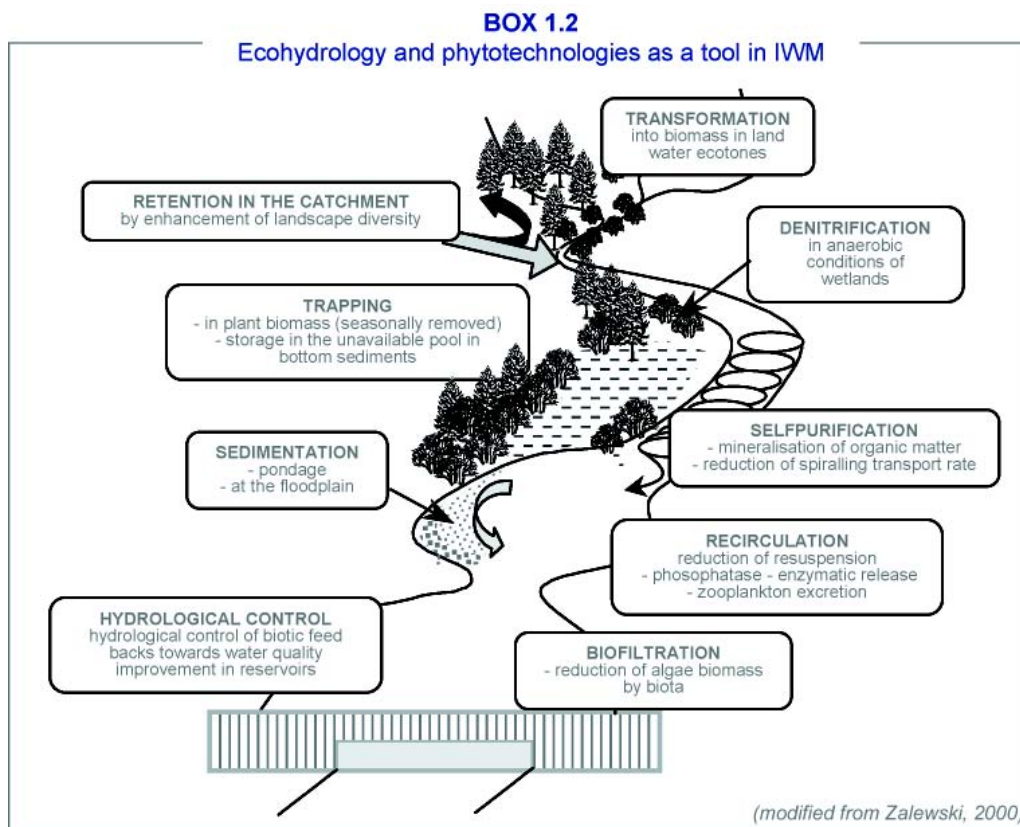 BOX 1.2
Ecohydrology and phytotechnologies as a tool in IWM
TRANSFORMATION
into biomass in land
water ecotones
RETENTION IN THE CATCHMENT
by enhancement of landscape diversity
DENITRIFICATION
in anaerobic
conditions of
wetlands
TRAPPING
- in plant biomass (seasonally removed)
- storage in the unavailable pool in
bottom sediments
SELFPURIFICATION
- mineralisation of organic matter
- reduction of spiralling transport rate
SEDIMENTATION
- pondage
- at the floodplain
RECIRCULATION
reduction of resuspension
- phosophatase - enzymatic release
- zooplankton excretion
HYDROLOGICAL CONTROL
hydrological control of biotic feed
backs towards water quality
improvement in reservoirs
BIOFILTRATION
- reduction of algae biomass
by biota
(modified from Zalewski, 2000)